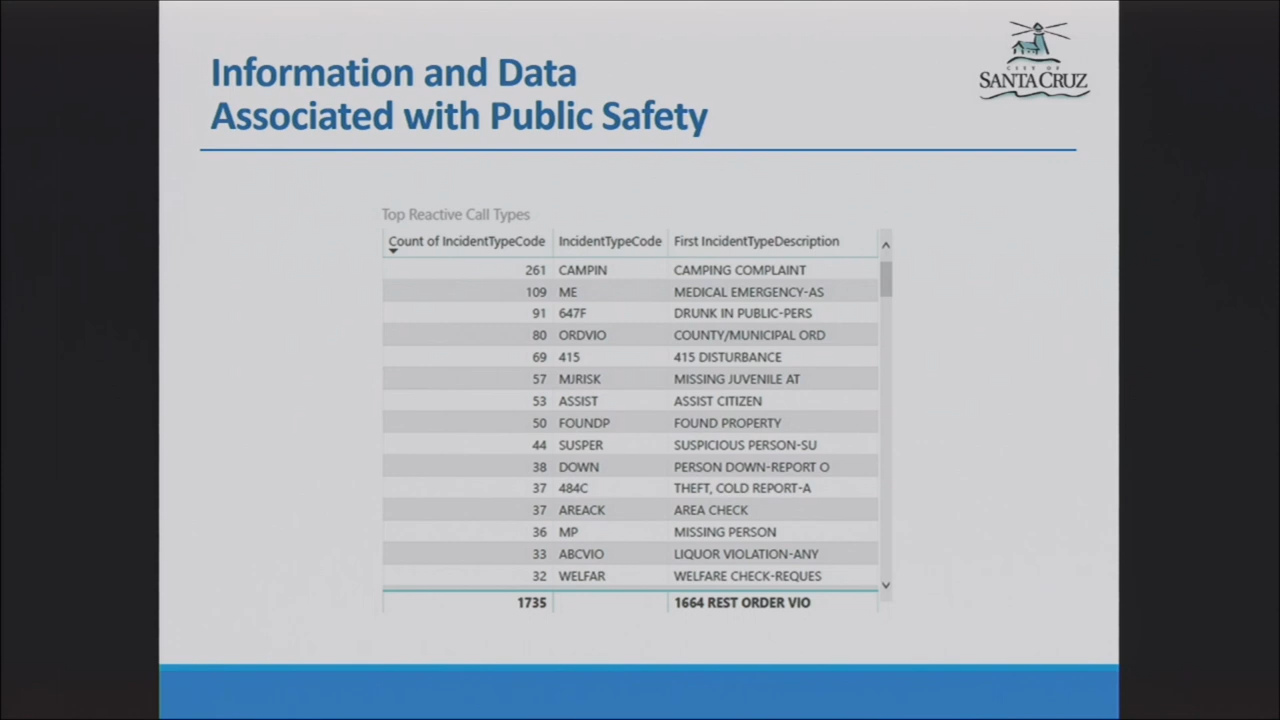 Information and Data
Associated with Public Safety
CITY OF
SANTA CRUZ
Top Reactive Call Types
Count of IncidentTypeCode IncidentTypeCode First IncidentTypeDescription
261 CAMPIN CAMPING COMPLAINT
109 ME MEDICAL EMERGENCY-AS
91 647F DRUNK IN PUBLIC-PERS
80 ORDVIO COUNTY/MUNICIPAL ORD
69 415 415 DISTURBANCE
57 MJRISK MISSING JUVENILE AT
53 ASSIST ASSIST CITIZEN
50 FOUNDP FOUND PROPERTY
44 SUSPER SUSPICIOUS PERSON-SU
38 DOWN PERSON DOWN-REPORT O
37 484C THEFT, COLD REPORT-A
37 AREACK AREA CHECK
36 MP MISSING PERSON
33 ABCVIO LIQUOR VIOLATION-ANY
32 WELFAR WELFARE CHECK-REQUES
1735 1664 REST ORDER VIO